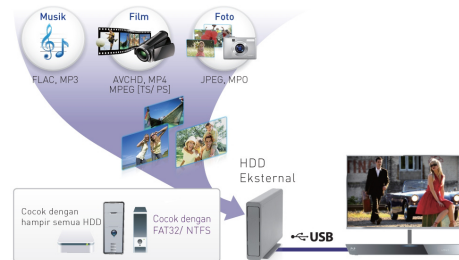 Musik
Film
Foto
FLAC, MP3
AVCHD, MP4
MPEG [TS/ PS]
JPEG, MPO
HDD
Eksternal
Cocok dengan
hampir semua HDD
Cocok dengan
FAT32/ NTFS
USB